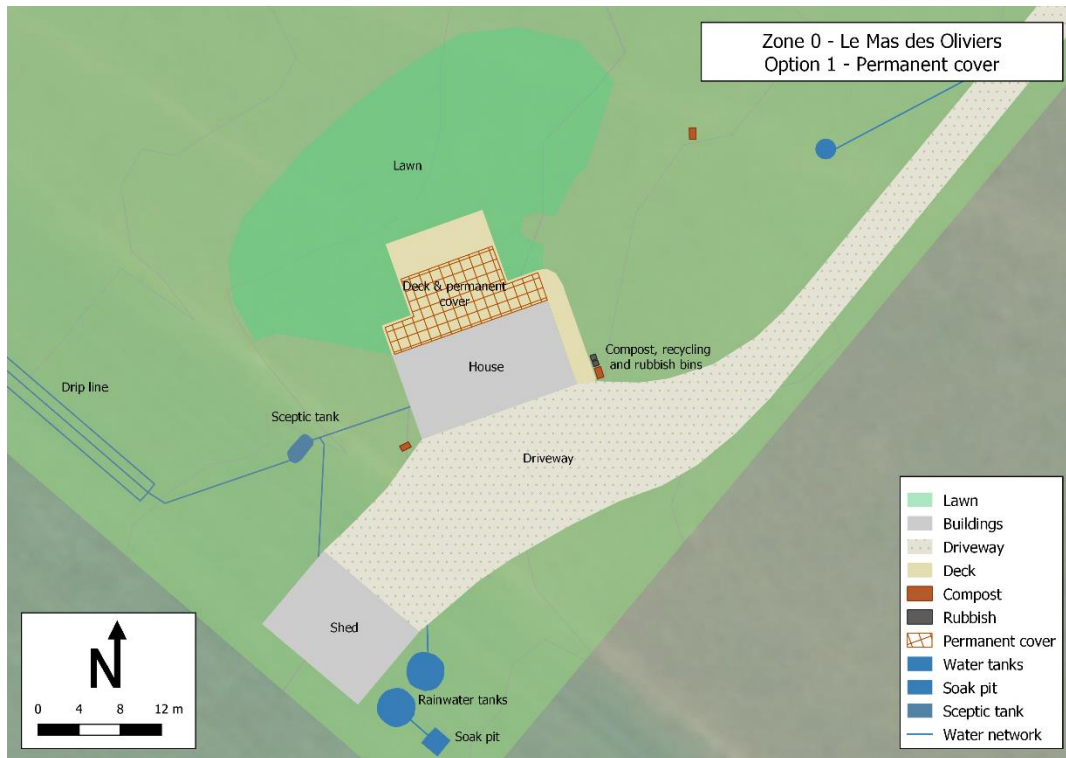 Zone 0 - Le Mas des Oliviers
Option 1 - Permanent cover
Lawn
Deck & permanent
cover
House
Compost, recycling
and rubbish bins
Drip line
Sceptic tank
Driveway
Shed
Rainwater tanks
Soak pit
N
0 4 8 12 m
Lawn
Buildings
Driveway
Deck
Compost
Rubbish
Permanent cover
Water tanks
Soak pit
Sceptic tank
Water network